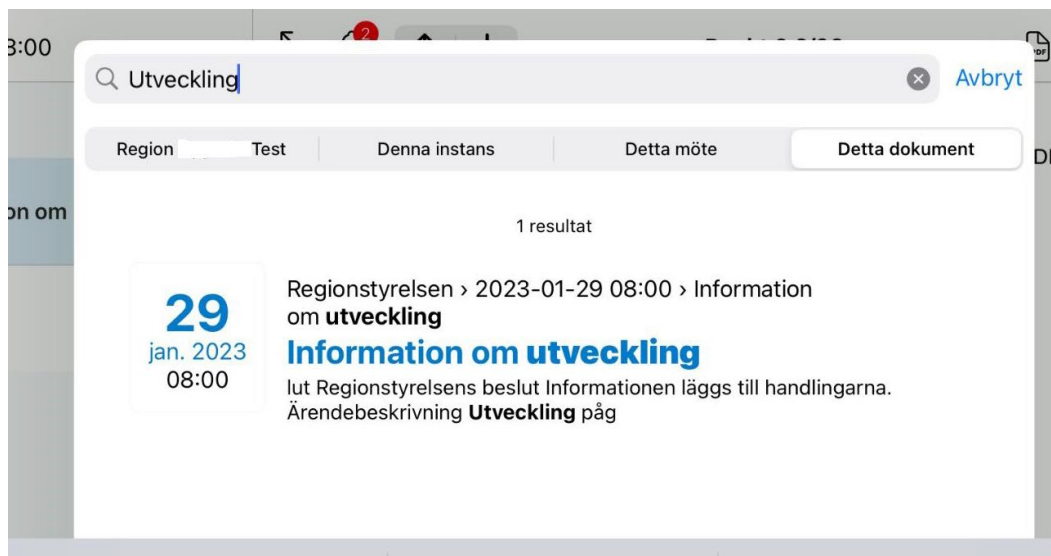 3:00
2
PDF
Utveckling
Avbryt
Region Test
Denna instans
Detta möte
Detta dokument
on om
1 resultat
29
jan. 2023
08:00
Regionstyrelsen › 2023-01-29 08:00 › Information
om utveckling
Information om utveckling
lut Regionstyrelsens beslut Informationen läggs till handlingarna.
Ärendebeskrivning Utveckling påg